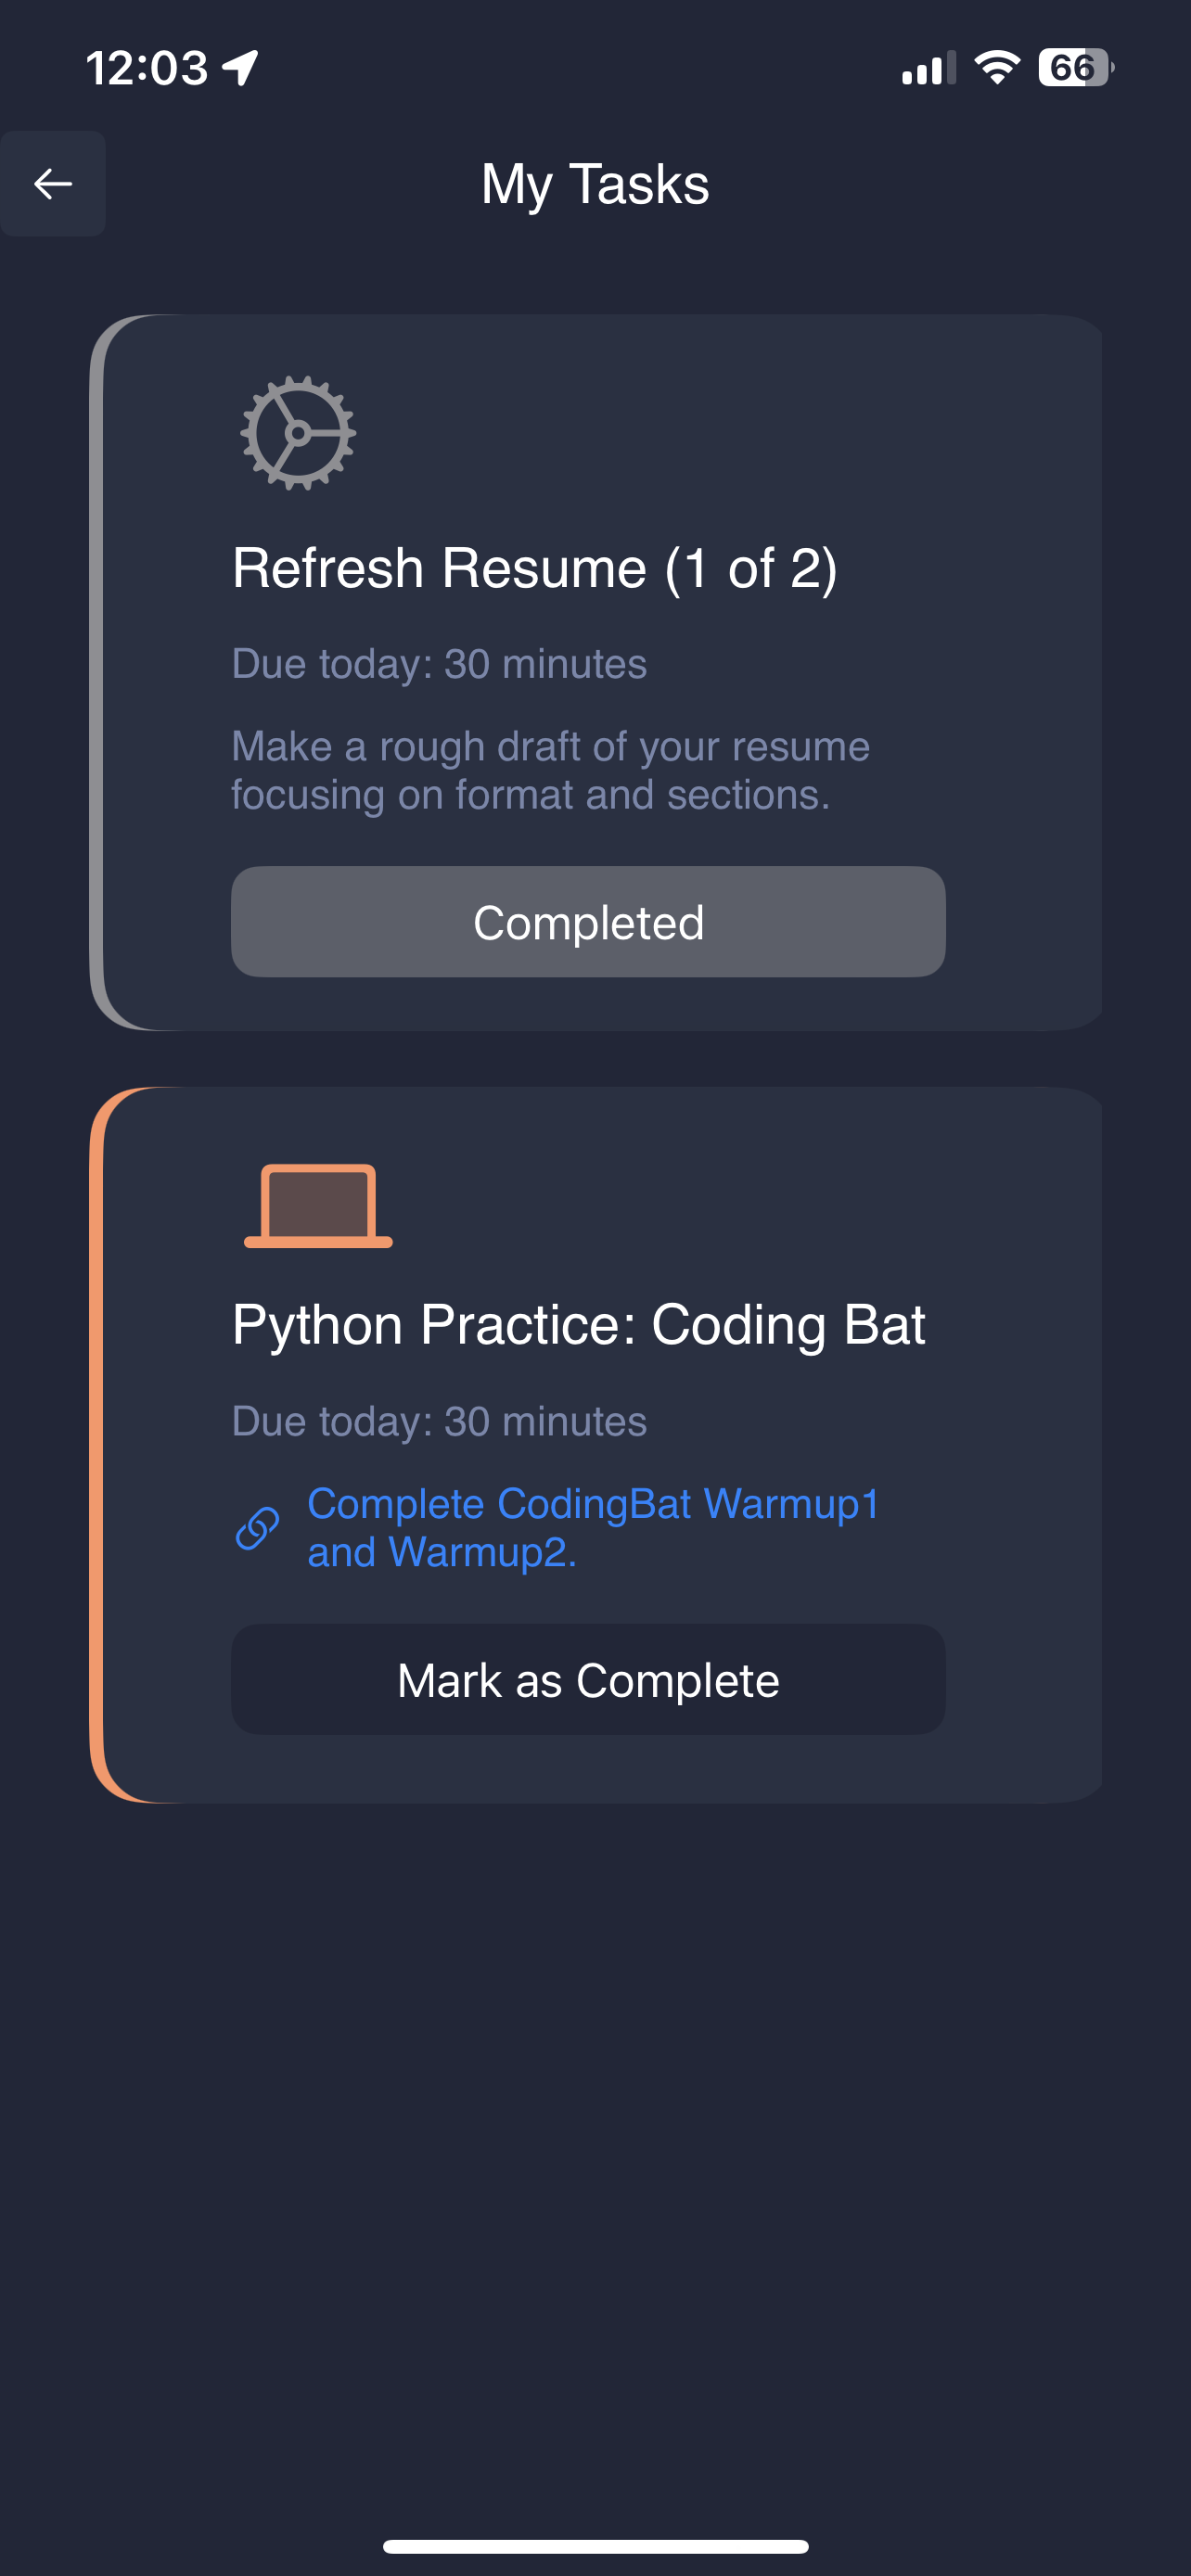 12:03
66
My Tasks
Refresh Resume (1 of 2)
Due today: 30 minutes
Make a rough draft of your resume
focusing on format and sections.
Completed
Python Practice: Coding Bat
Due today: 30 minutes
Complete CodingBat Warmup1
and Warmup2.
Mark as Complete